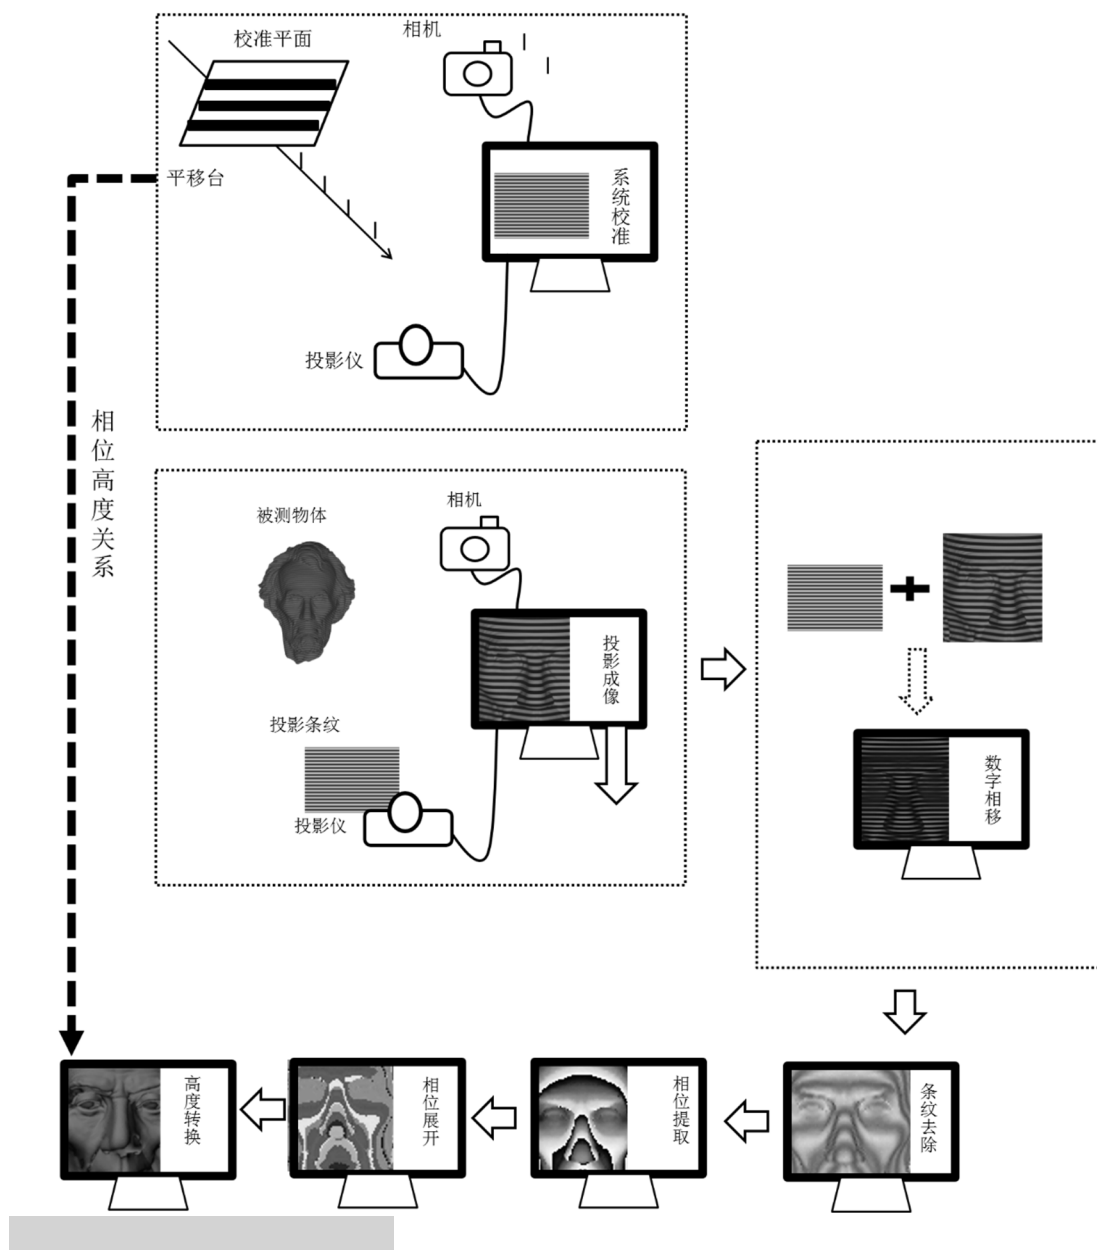 校准平面
相机
平移台
系统校准
投影仪
相位高度关系
被测物体
相机
投影成像
投影条纹
投影仪
数字相移
高度转换
相位展开
相位提取
条纹去除